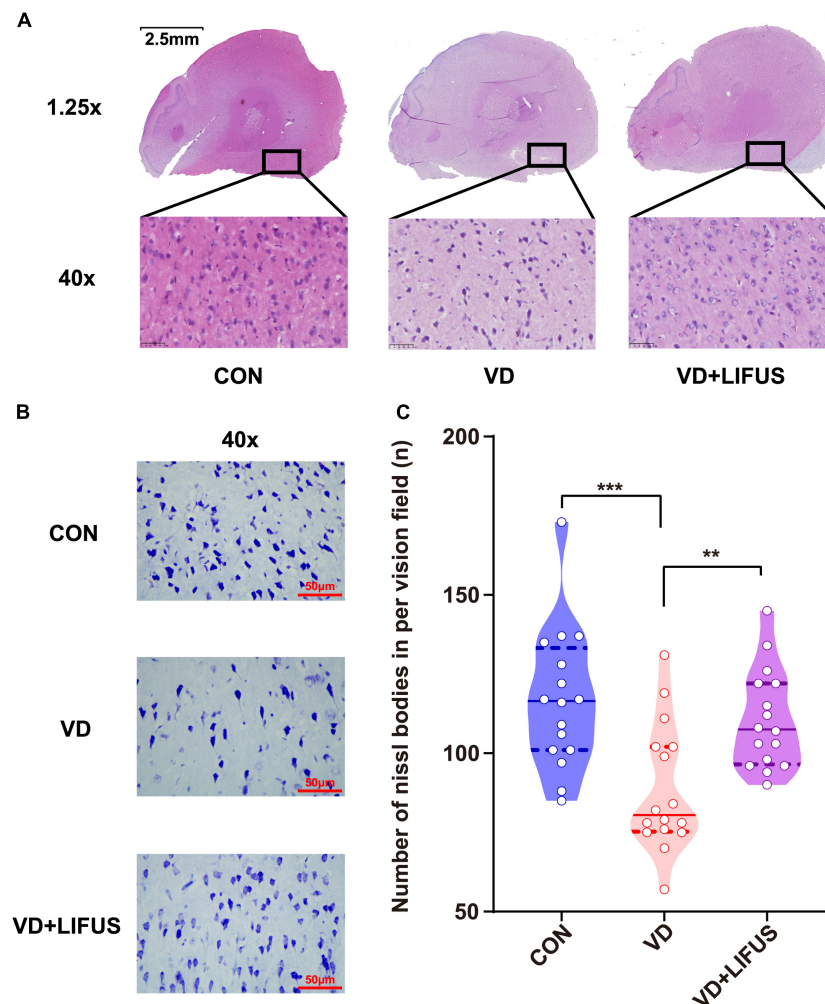 A
2.5mm
1.25x
40x
CON
VD
VD+LIFUS
B
40x
CON
50μm
VD
50μm
VD+LIFUS
50μm
C
Number of nissl bodies in per vision field (n)
200
150
100
50
***
**
CON
VD
VD+LIFUS